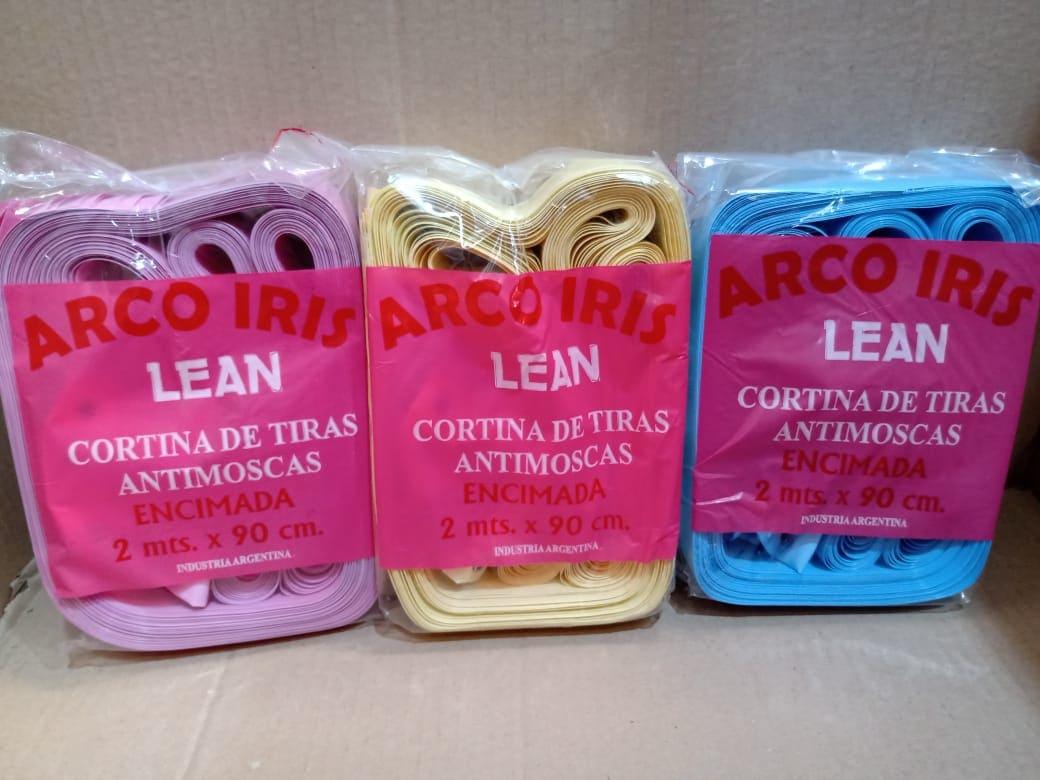 ARCO IRIS
LEAN
CORTINA DE TIRAS
ANTIMOSCAS
ENCIMADA
2 mts. x 90 cm.
INDUSTRIA ARGENTINA
ARCO IRIS
LEAN
CORTINA DE TIRAS
ANTIMOSCAS
ENCIMADA
2 mts. x 90 cm.
INDUSTRIA ARGENTINA
ARCO IRIS
LEAN
CORTINA DE TIRAS
ANTIMOSCAS
ENCIMADA
2 mts. x 90 cm.
INDUSTRIA ARGENTINA